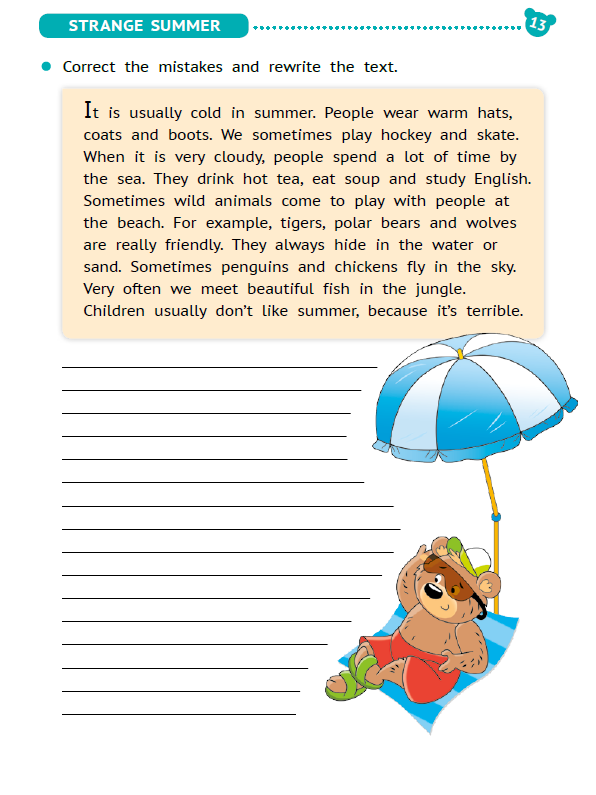 STRANGE SUMMER
13
Correct the mistakes and rewrite the text.
It is usually cold in summer. People wear warm hats,
coats and boots. We sometimes play hockey and skate.
When it is very cloudy, people spend a lot of time by
the sea. They drink hot tea, eat soup and study English.
Sometimes wild animals come to play with people at
the beach. For example, tigers, polar bears and wolves
are really friendly. They always hide in the water or
sand. Sometimes penguins and chickens fly in the sky.
Very often we meet beautiful fish in the jungle.
Children usually don't like summer, because it's terrible.